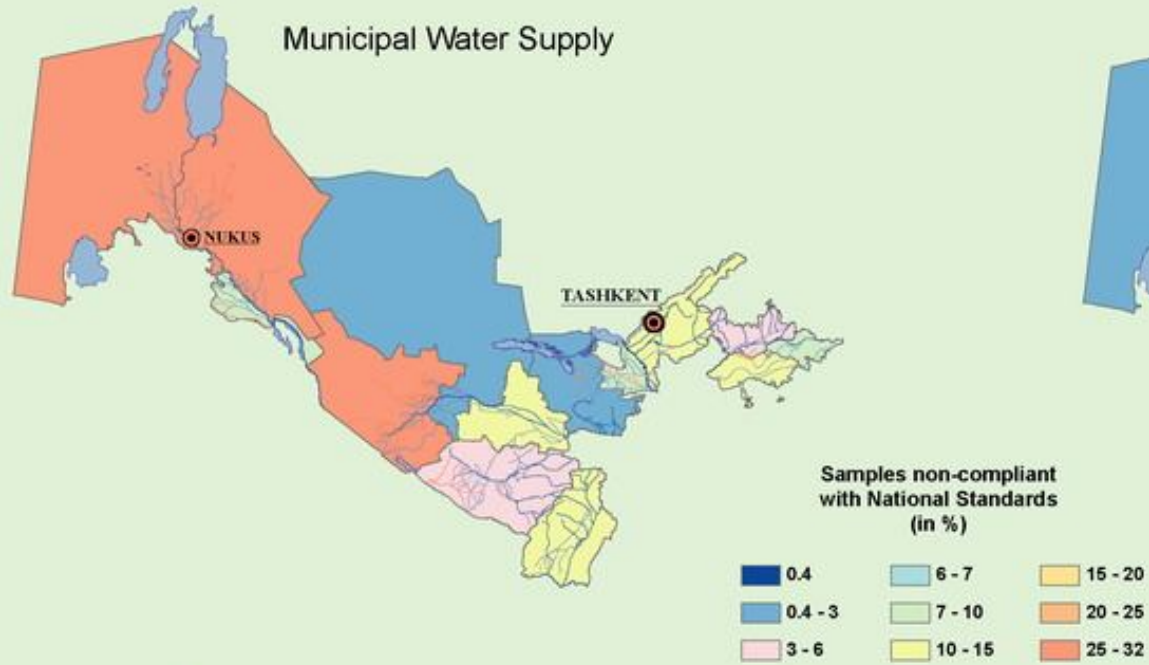 Municipal Water Supply
NUKUS
TASHKENT
Samples non-compliant
with National Standards
(in %)
0.4
6 - 7
15 - 20
0.4 - 3
7 - 10
20 - 25
3 - 6
10 - 15
25 - 32